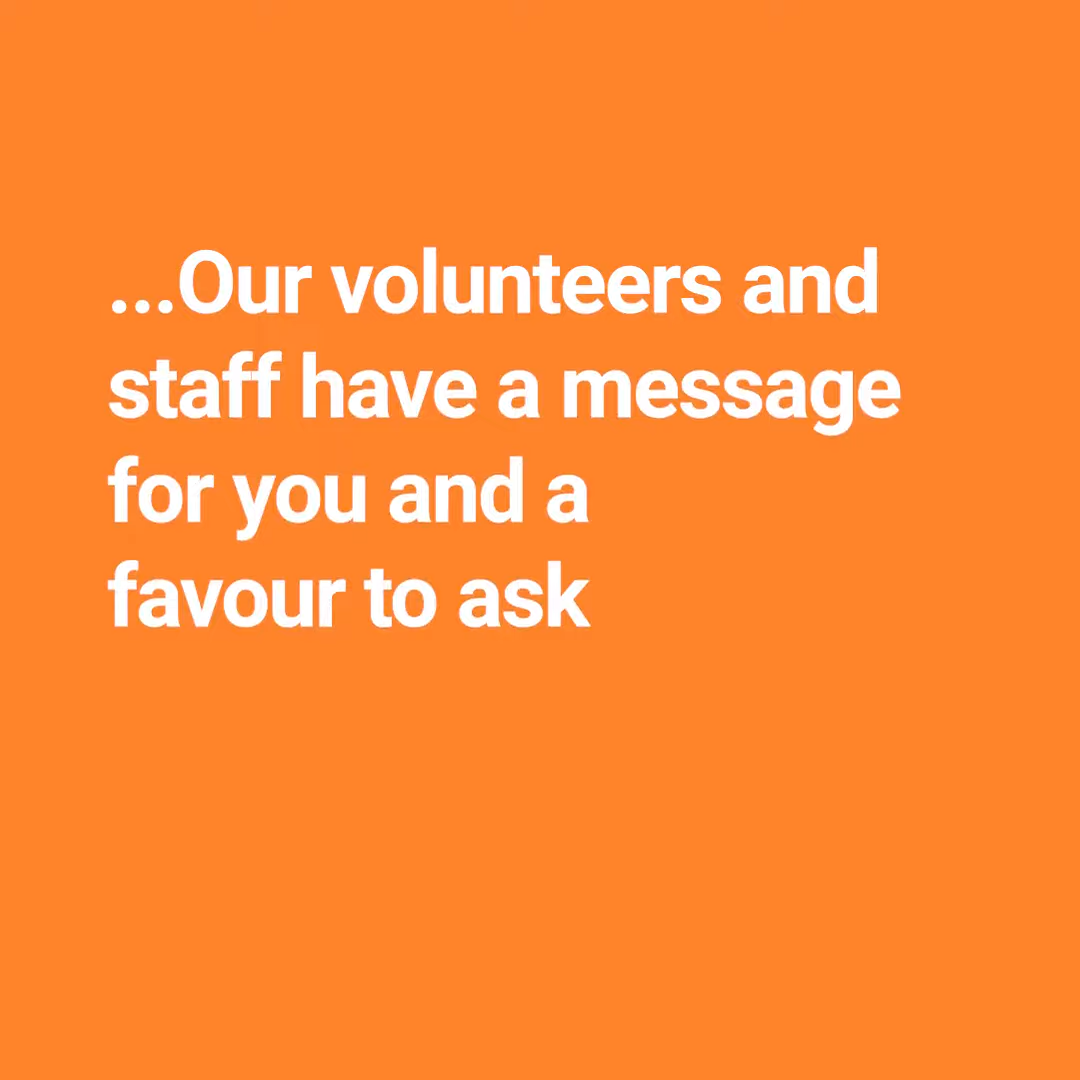 ...Our volunteers and
staff have a message
for you and a
favour to ask